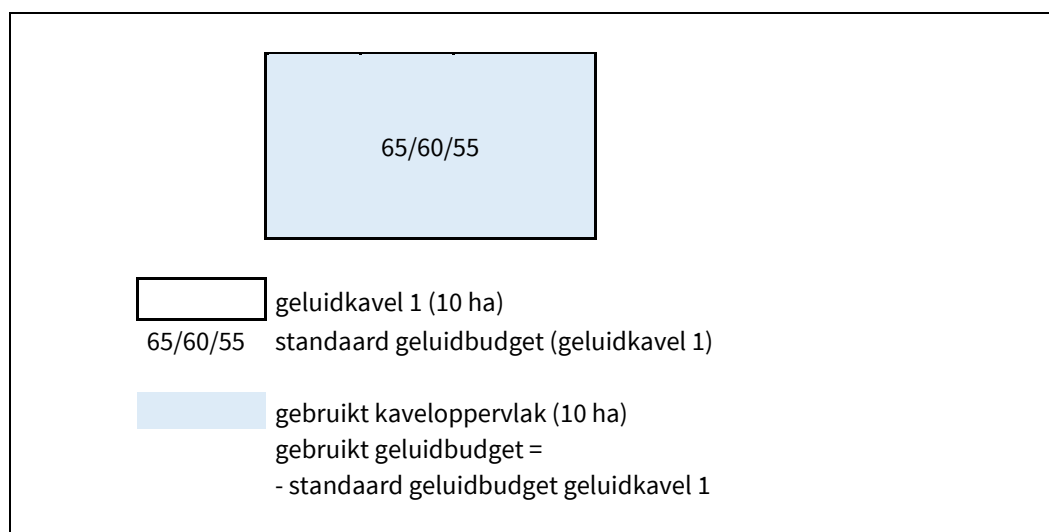 65/60/55
geluidkavel 1 (10 ha)
65/60/55 standaard geluidbudget (geluidkavel 1)
gebruikt kaveloppervlak (10 ha)
gebruikt geluidbudget =
- standaard geluidbudget geluidkavel 1